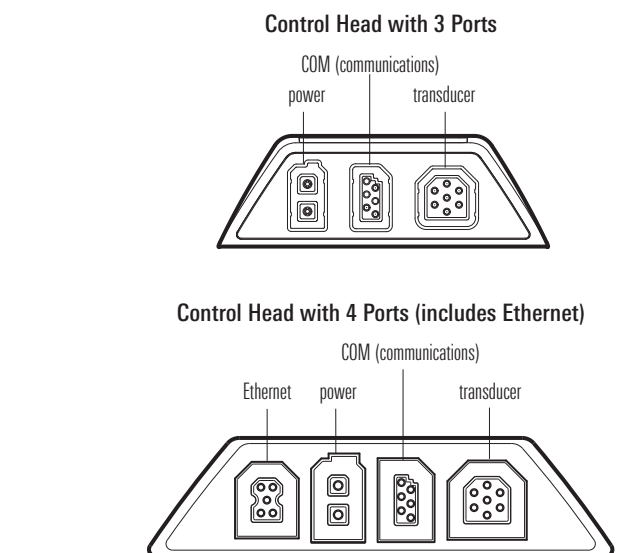 Control Head with 3 Ports
COM (communications)
power
transducer
Control Head with 4 Ports (includes Ethernet)
COM (communications)
Ethernet
power
transducer